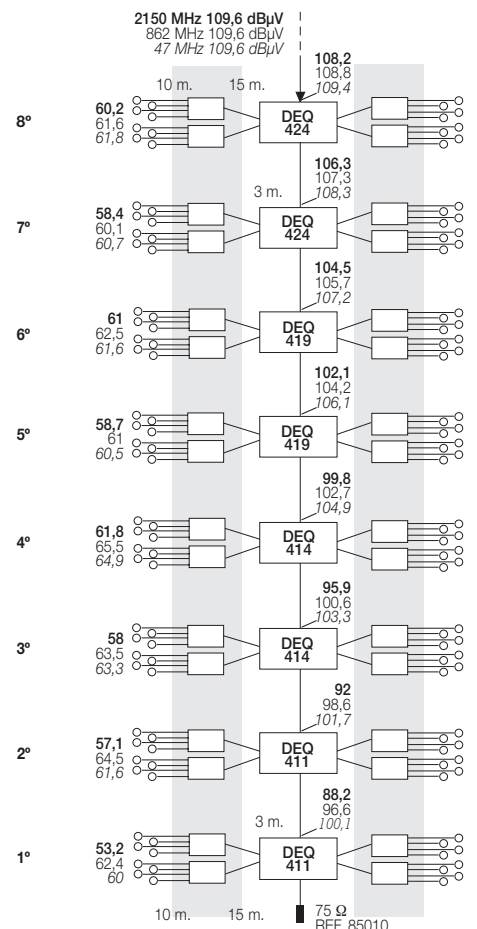 2150 MHz 109,6 dBµV
862 MHz 109,6 dBµV
47 MHz 109,6 dBµV
108,2
108,8
109,4
10 m. 15 m.
8º
60,2
61,6
61,8
DEQ
424
106,3
107,3
108,3
3 m.
7º
58,4
60,1
60,7
DEQ
424
104,5
105,7
107,2
6º
61
62,5
61,6
DEQ
419
102,1
104,2
106,1
5º
58,7
61
60,5
DEQ
419
99,8
102,7
104,9
4º
61,8
65,5
64,9
DEQ
414
95,9
100,6
103,3
3º
58
63,5
63,3
DEQ
414
92
98,6
101,7
2º
57,1
64,5
61,6
DEQ
411
88,2
96,6
100,1
3 m.
1º
53,2
62,4
60
DEQ
411
10 m. 15 m.
75 Ω
REF. 85010